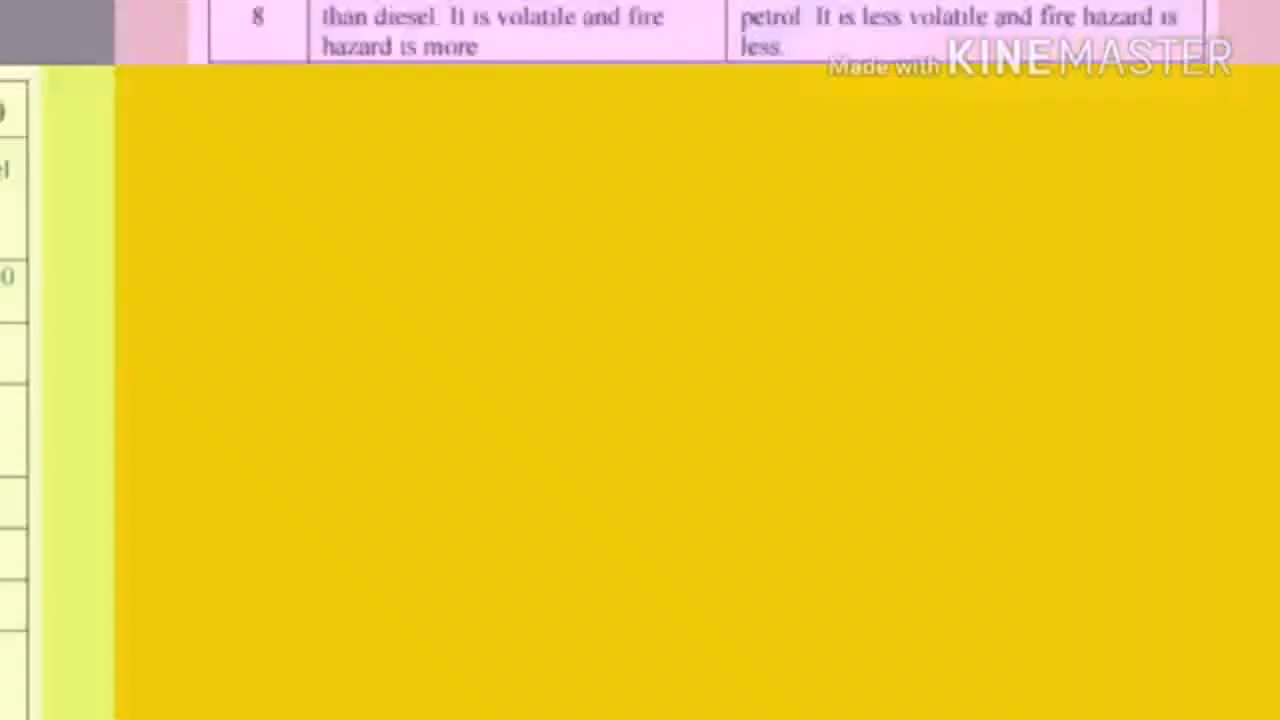 8
than diesel. It is volatile and fire
hazard is more
petrol. It is less volatile and fire hazard is
less.
Made with KINEMASTER